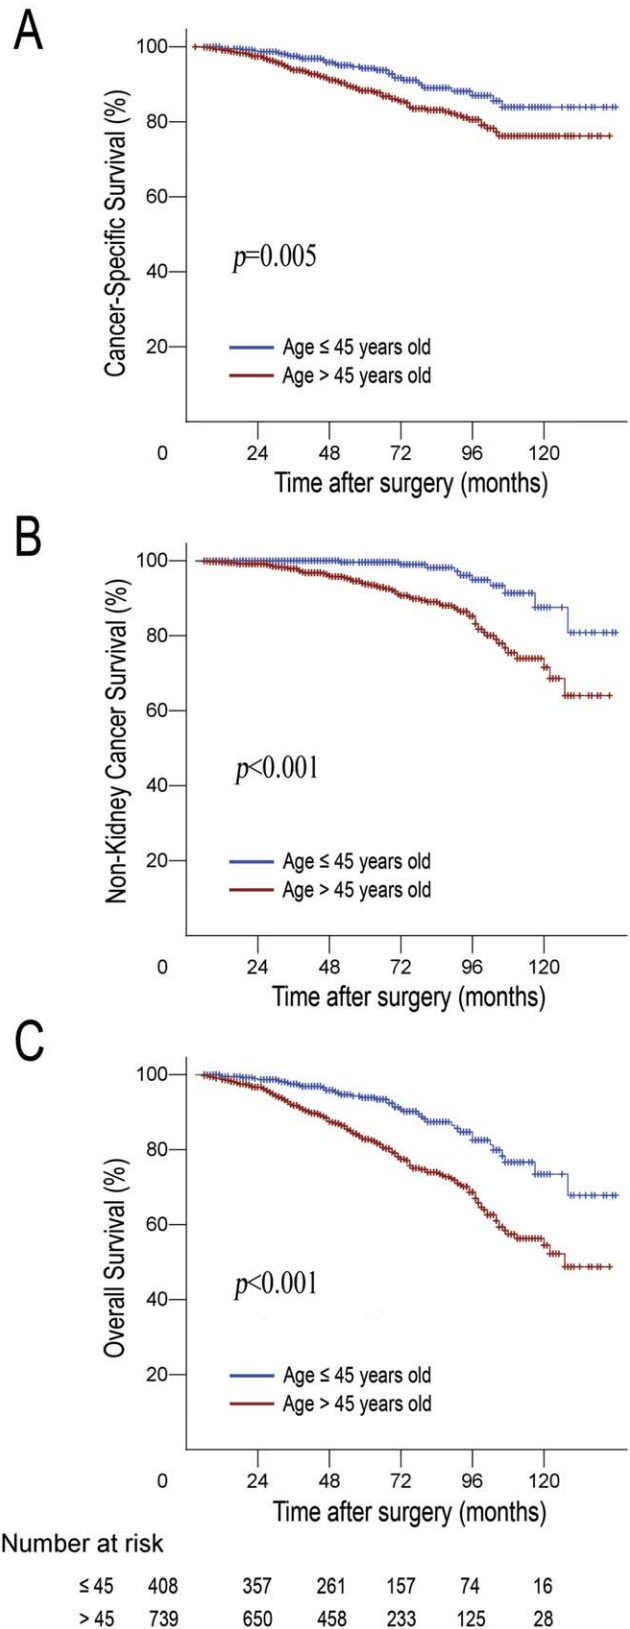 A
Cancer-Specific Survival (%)
100
80
60
40
20
p=0.005
Age ≤ 45 years old
Age > 45 years old
0 24 48 72 96 120
Time after surgery (months)
B
Non-Kidney Cancer Survival (%)
100
80
60
40
20
p<0.001
Age ≤ 45 years old
Age > 45 years old
0 24 48 72 96 120
Time after surgery (months)
C
Overall Survival (%)
100
80
60
40
20
p<0.001
Age ≤ 45 years old
Age > 45 years old
0 24 48 72 96 120
Time after surgery (months)
Number at risk
≤ 45 408 357 261 157 74 16
> 45 739 650 458 233 125 28